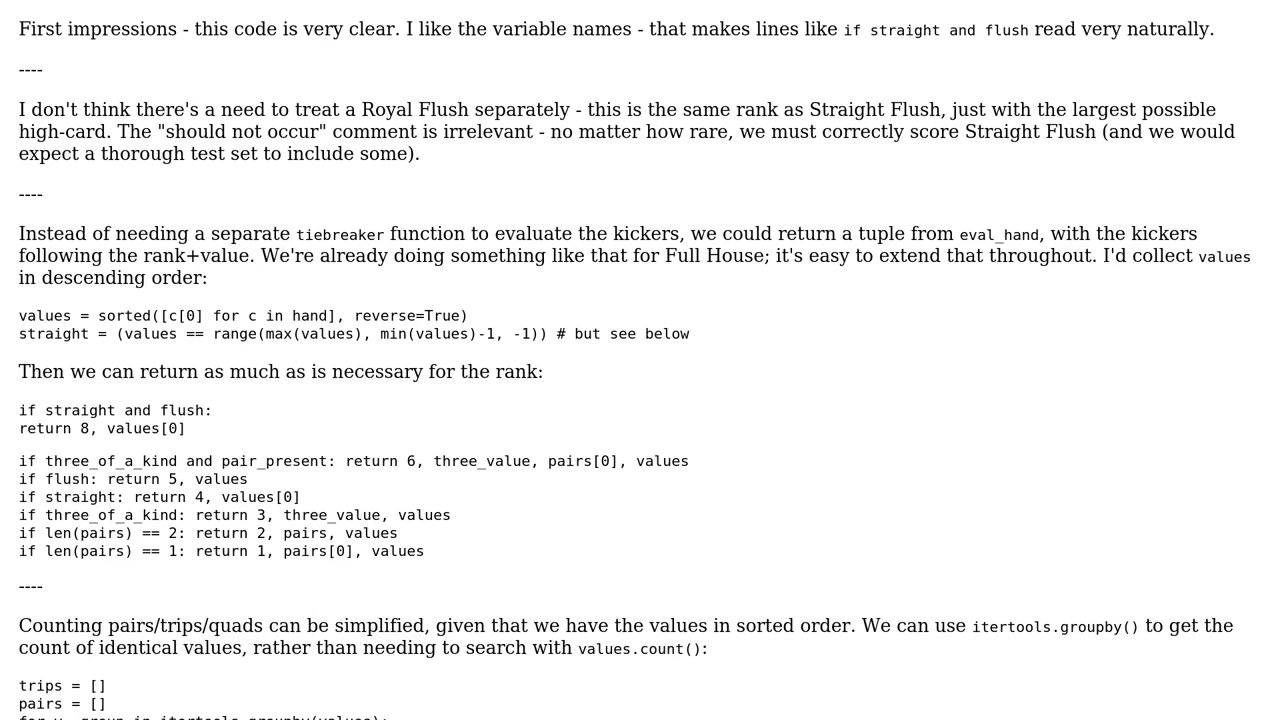 First impressions - this code is very clear. I like the variable names - that makes lines like if straight and flush read very naturally.
----
I don't think there's a need to treat a Royal Flush separately - this is the same rank as Straight Flush, just with the largest possible
high-card. The "should not occur" comment is irrelevant - no matter how rare, we must correctly score Straight Flush (and we would
expect a thorough test set to include some).
----
Instead of needing a separate tiebreaker function to evaluate the kickers, we could return a tuple from eval_hand, with the kickers
following the rank+value. We're already doing something like that for Full House; it's easy to extend that throughout. I'd collect values
in descending order:
values = sorted([c[0] for c in hand], reverse=True)
straight = (values == range(max(values), min(values)-1, -1)) # but see below
Then we can return as much as is necessary for the rank:
if straight and flush:
return 8, values[0]
if three_of_a_kind and pair_present: return 6, three_value, pairs[0], values
if flush: return 5, values
if straight: return 4, values[0]
if three_of_a_kind: return 3, three_value, values
if len(pairs) == 2: return 2, pairs, values
if len(pairs) == 1: return 1, pairs[0], values
----
Counting pairs/trips/quads can be simplified, given that we have the values in sorted order. We can use itertools.groupby() to get the
count of identical values, rather than needing to search with values.count():
trips = []
pairs = []
for v, group in itertools.groupby(values):